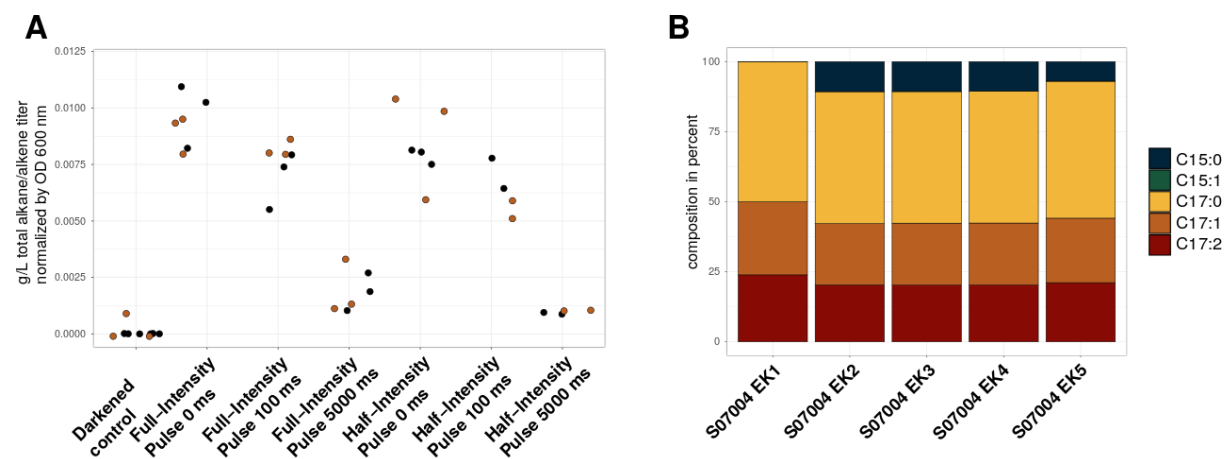 A
g/L total alkane/alkene titer
normalized by OD 600 nm
0.0125
0.0100
0.0075
0.0050
0.0025
0.0000
Darkened
control
Full–Intensity
Pulse 0 ms
Full–Intensity
Pulse 100 ms
Full–Intensity
Pulse 5000 ms
Half–Intensity
Pulse 0 ms
Half–Intensity
Pulse 100 ms
Half–Intensity
Pulse 5000 ms
B
composition in percent
100
75
50
25
0
S07004 EK1
S07004 EK2
S07004 EK3
S07004 EK4
S07004 EK5
C15:0
C15:1
C17:0
C17:1
C17:2